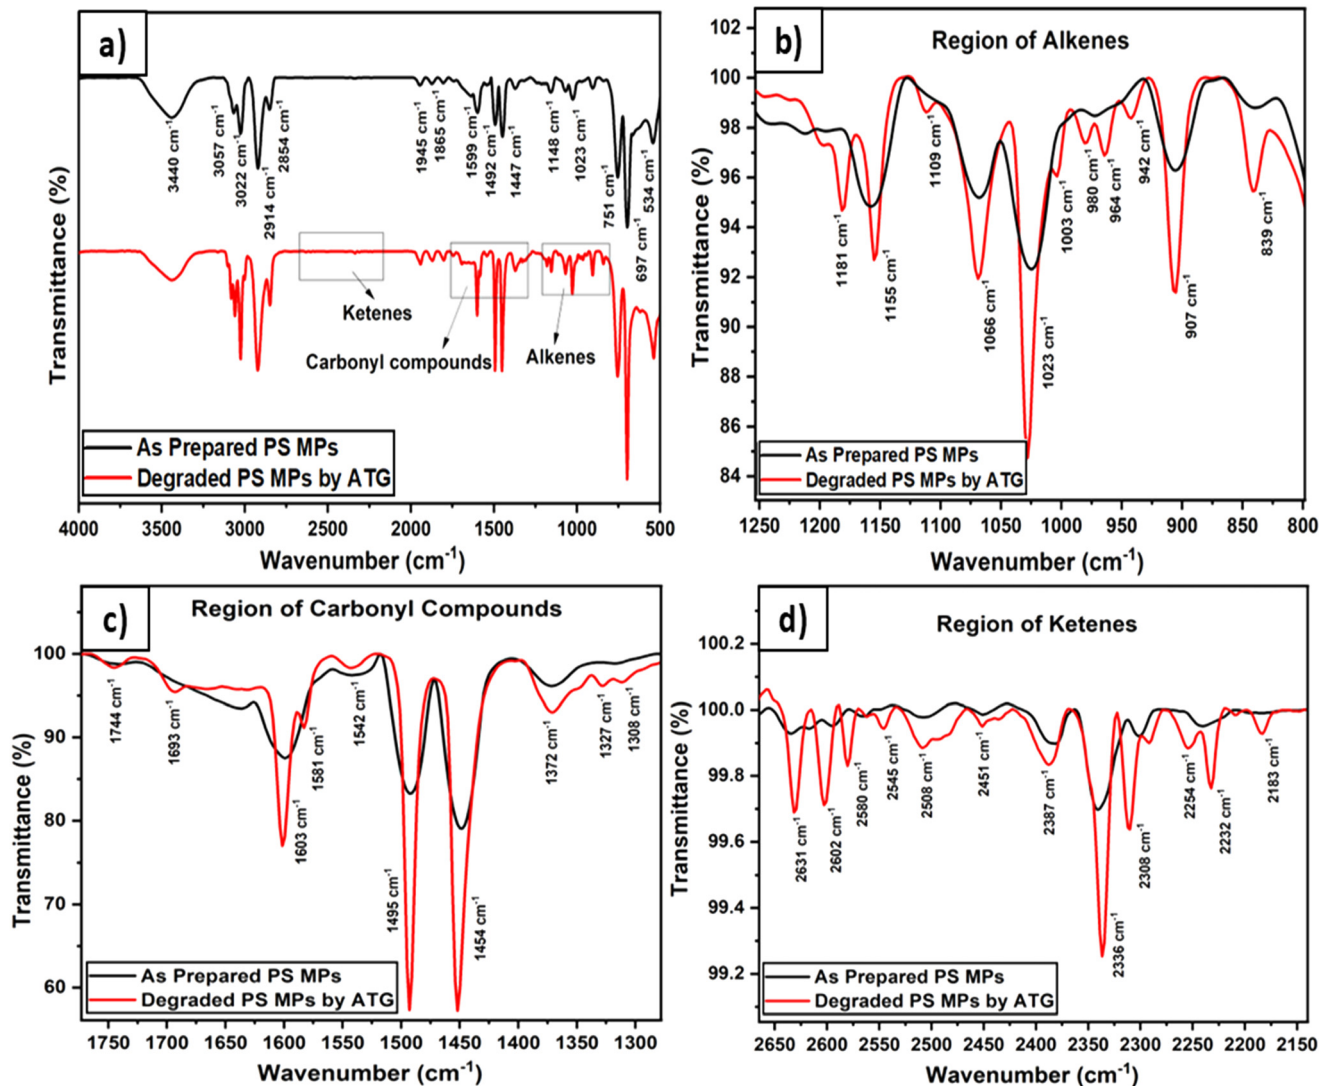 a)
3440 cm⁻¹
3057 cm⁻¹
3022 cm⁻¹
2914 cm⁻¹
2854 cm⁻¹
1945 cm⁻¹
1865 cm⁻¹
1599 cm⁻¹
1492 cm⁻¹
1447 cm⁻¹
1148 cm⁻¹
1023 cm⁻¹
751 cm⁻¹
697 cm⁻¹
534 cm⁻¹
Ketenes
Carbonyl compounds
Alkenes
As Prepared PS MPs
Degraded PS MPs by ATG
Transmittance (%)
4000 3500 3000 2500 2000 1500 1000 500
Wavenumber (cm⁻¹)
b)
Region of Alkenes
102
100
98
96
94
92
90
88
86
84
1181 cm⁻¹
1155 cm⁻¹
1109 cm⁻¹
1066 cm⁻¹
1023 cm⁻¹
1003 cm⁻¹
980 cm⁻¹
964 cm⁻¹
942 cm⁻¹
907 cm⁻¹
839 cm⁻¹
As Prepared PS MPs
Degraded PS MPs by ATG
Transmittance (%)
1250 1200 1150 1100 1050 1000 950 900 850 800
Wavenumber (cm⁻¹)
c)
Region of Carbonyl Compounds
100
90
80
70
60
1744 cm⁻¹
1693 cm⁻¹
1603 cm⁻¹
1581 cm⁻¹
1542 cm⁻¹
1495 cm⁻¹
1454 cm⁻¹
1372 cm⁻¹
1327 cm⁻¹
1308 cm⁻¹
As Prepared PS MPs
Degraded PS MPs by ATG
Transmittance (%)
1750 1700 1650 1600 1550 1500 1450 1400 1350 1300
Wavenumber (cm⁻¹)
d)
Region of Ketenes
100.2
100.0
99.8
99.6
99.4
99.2
2631 cm⁻¹
2602 cm⁻¹
2580 cm⁻¹
2545 cm⁻¹
2508 cm⁻¹
2451 cm⁻¹
2387 cm⁻¹
2336 cm⁻¹
2308 cm⁻¹
2254 cm⁻¹
2232 cm⁻¹
2183 cm⁻¹
As Prepared PS MPs
Degraded PS MPs by ATG
Transmittance (%)
2650 2600 2550 2500 2450 2400 2350 2300 2250 2200 2150
Wavenumber (cm⁻¹)